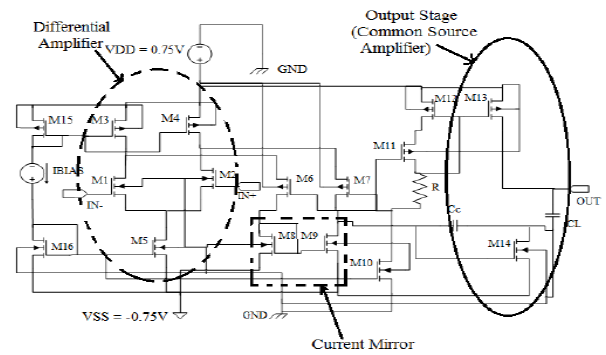 Differential
Amplifier
Output Stage
(Common Source
Amplifier)
VDD = 0.75V
GND
M15
M3
M4
M12
M13
M11
IBIAS
M1
M2
M6
M7
R
IN-
IN+
OUT
Cc
CL
M16
M5
M8
M9
M10
M14
VSS = -0.75V
GND
Current Mirror